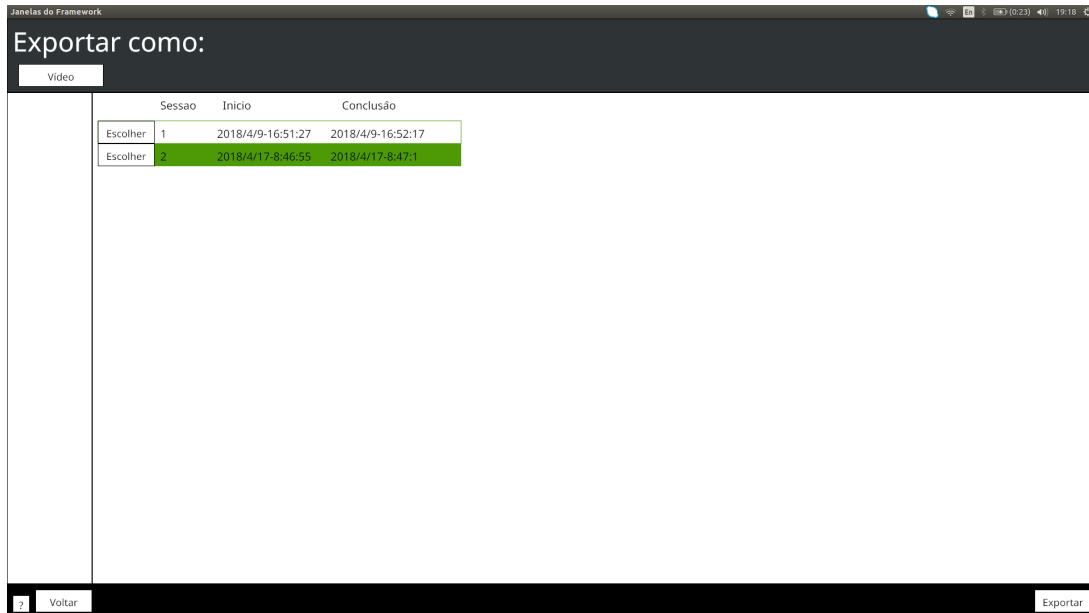 Janelas do Framework En (0:23) 19:18
Exportar como:
Vídeo
Sessao Inicio Conclusão
Escolher 1 2018/4/9-16:51:27 2018/4/9-16:52:17
Escolher 2 2018/4/17-8:46:55 2018/4/17-8:47:1
? Voltar Exportar